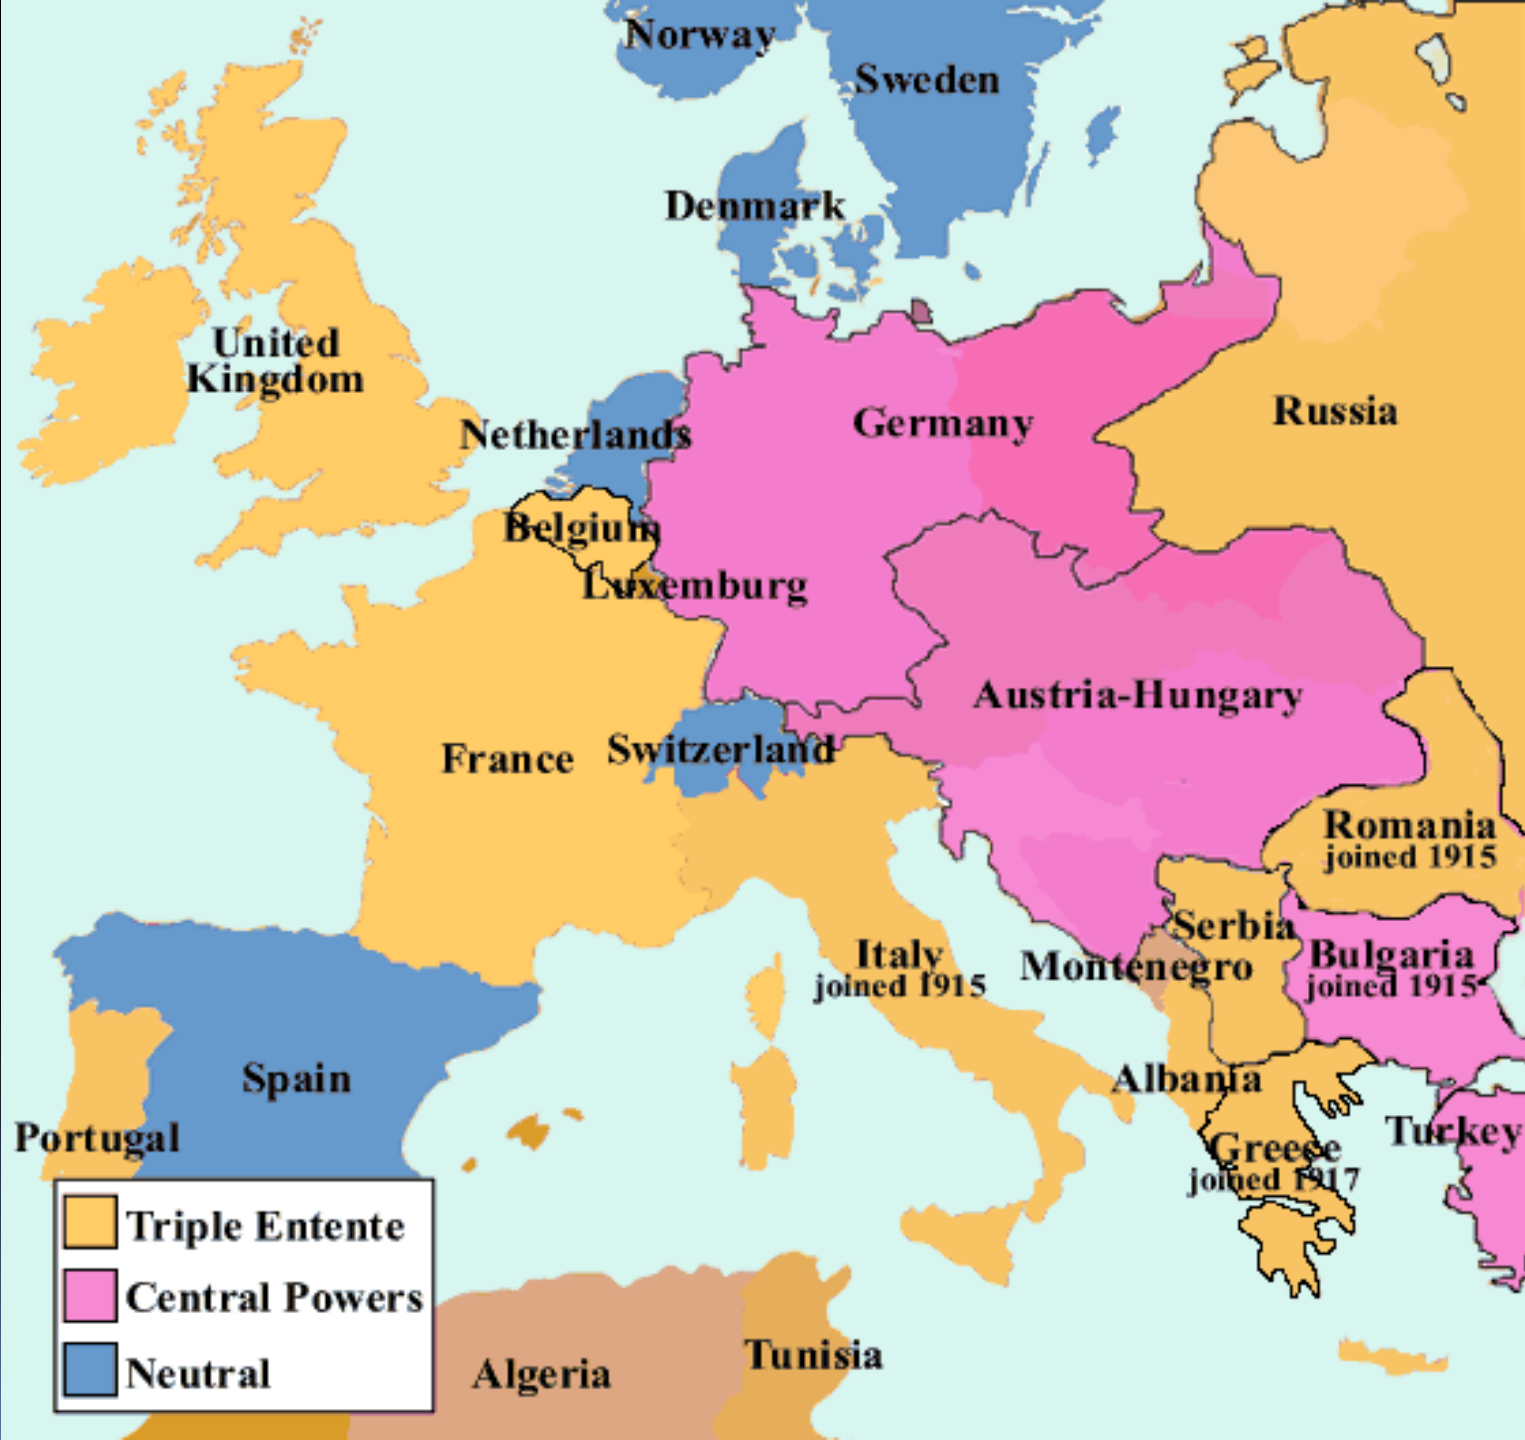 Norway
Sweden
Denmark
United
Kingdom
Netherlands
Germany
Russia
Belgium
Luxemburg
Austria-Hungary
France
Switzerland
Romania
joined 1915
Serbia
Italy
joined 1915
Montenegro
Bulgaria
joined 1915
Spain
Albania
Portugal
Turkey
Greece
joined 1917
Triple Entente
Central Powers
Neutral
Algeria
Tunisia